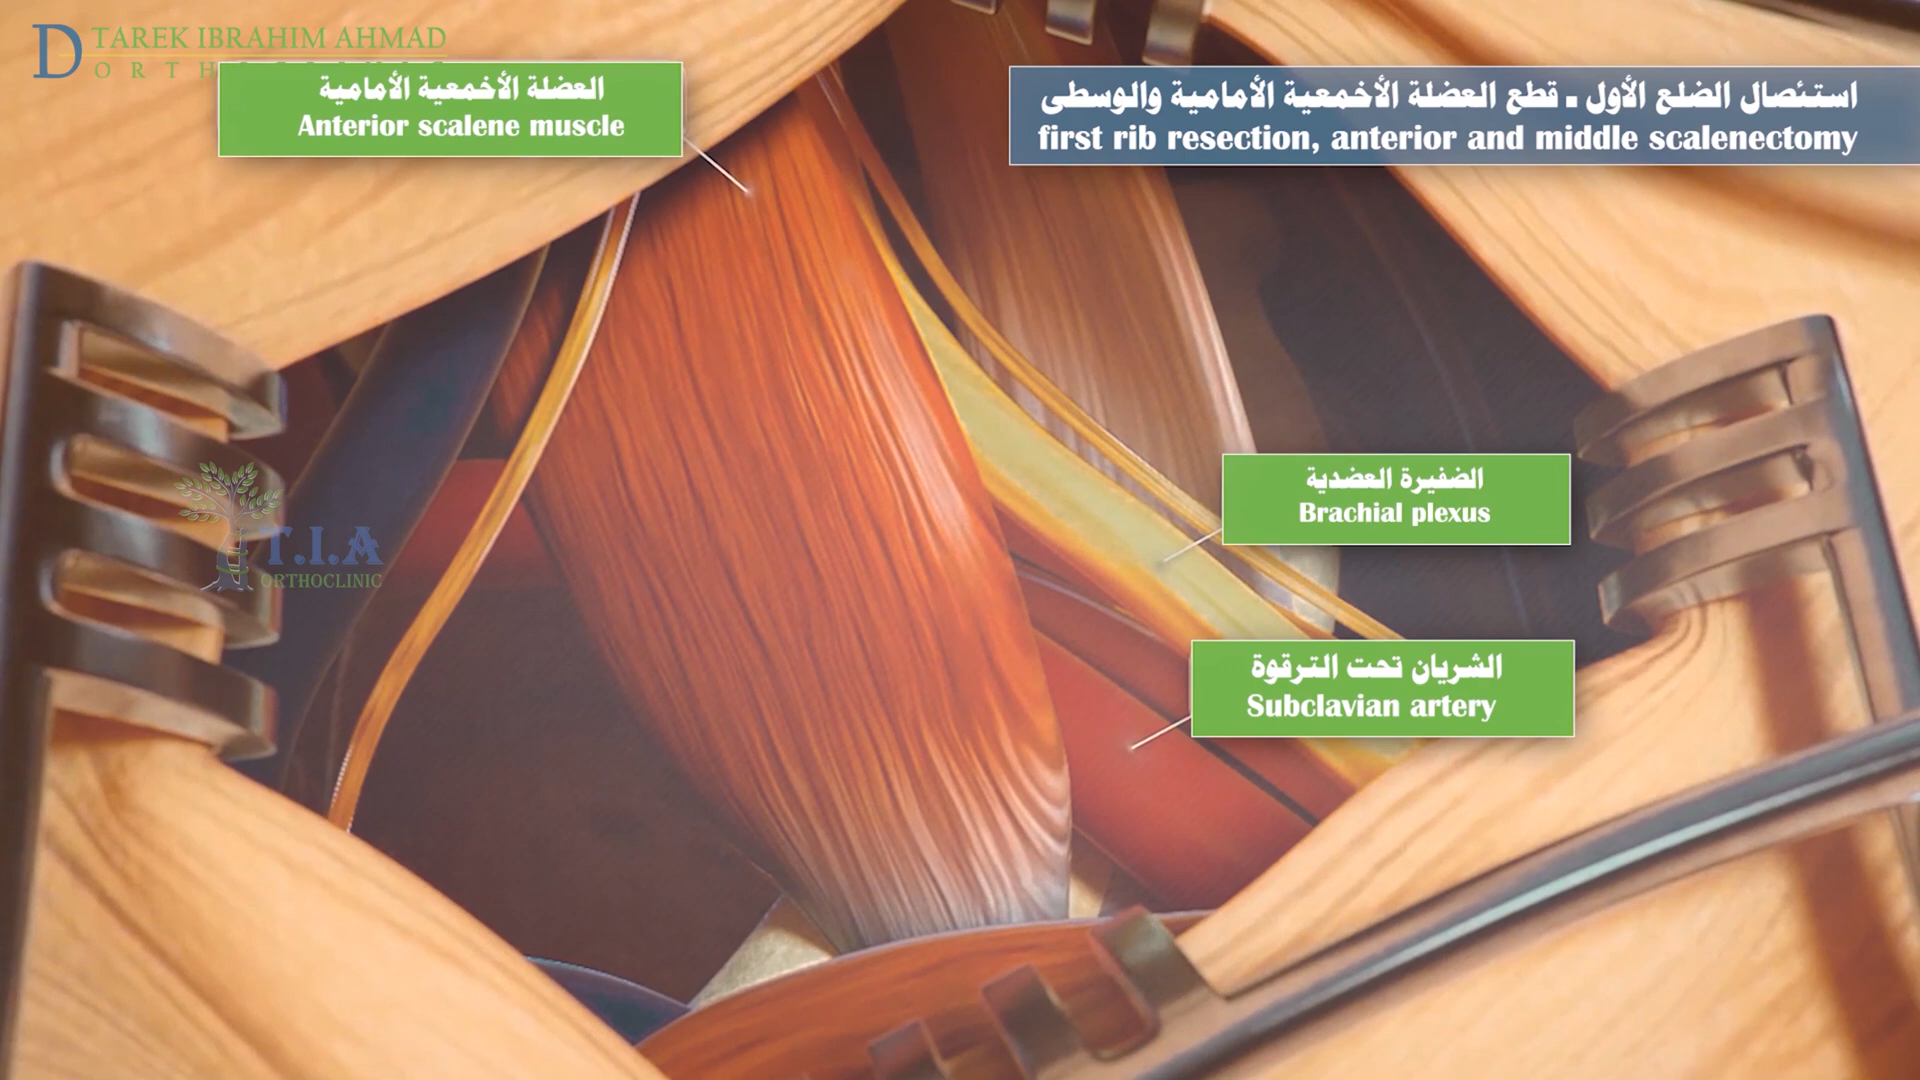 D TAREK IBRAHIM AHMAD
العضلة الأخمعية الأمامية
Anterior scalene muscle
استئصال الضلع الأول - قطع العضلة الأخمعية الأمامية والوسطى
first rib resection, anterior and middle scalenectomy
الضفيرة العضدية
Brachial plexus
T.I.A
ORTHOCLINIC
الشريان تحت الترقوة
Subclavian artery